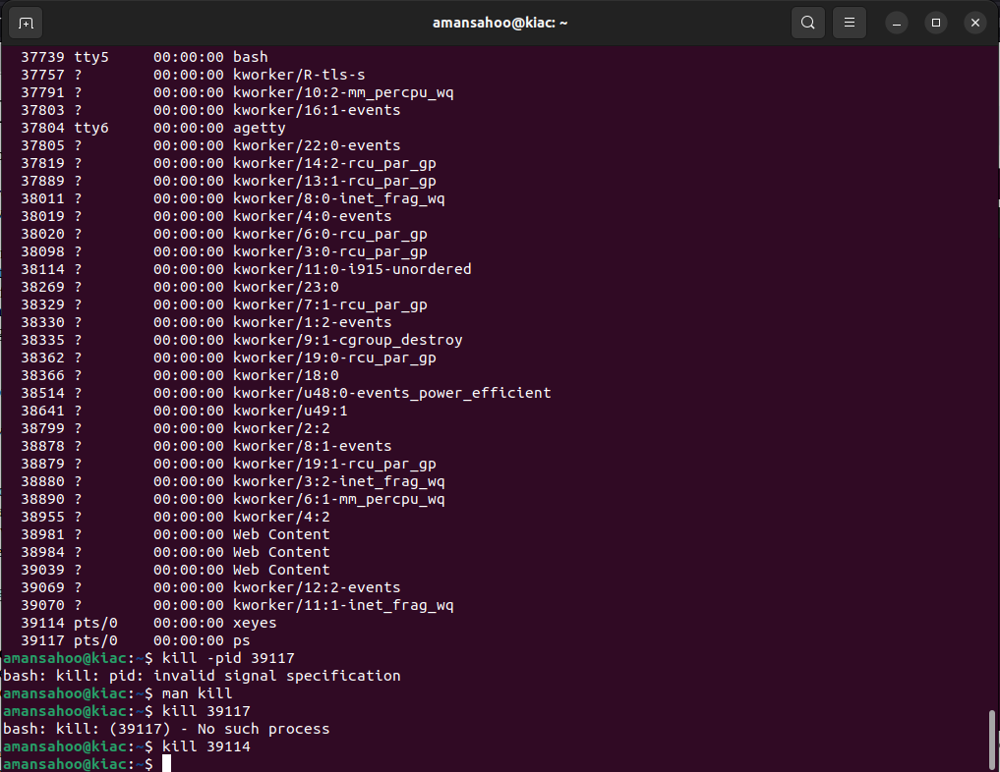 amansahoo@kiac: ~
37739 tty5     00:00:00 bash
37757 ?        00:00:00 kworker/R-tls-s
37791 ?        00:00:00 kworker/10:2-mm_percpu_wq
37803 ?        00:00:00 kworker/16:1-events
37804 tty6     00:00:00 agetty
37805 ?        00:00:00 kworker/22:0-events
37819 ?        00:00:00 kworker/14:2-rcu_par_gp
37889 ?        00:00:00 kworker/13:1-rcu_par_gp
38011 ?        00:00:00 kworker/8:0-inet_frag_wq
38019 ?        00:00:00 kworker/4:0-events
38020 ?        00:00:00 kworker/6:0-rcu_par_gp
38098 ?        00:00:00 kworker/3:0-rcu_par_gp
38114 ?        00:00:00 kworker/11:0-i915-unordered
38269 ?        00:00:00 kworker/23:0
38329 ?        00:00:00 kworker/7:1-rcu_par_gp
38330 ?        00:00:00 kworker/1:2-events
38335 ?        00:00:00 kworker/9:1-cgroup_destroy
38362 ?        00:00:00 kworker/19:0-rcu_par_gp
38366 ?        00:00:00 kworker/18:0
38514 ?        00:00:00 kworker/u48:0-events_power_efficient
38641 ?        00:00:00 kworker/u49:1
38799 ?        00:00:00 kworker/2:2
38878 ?        00:00:00 kworker/8:1-events
38879 ?        00:00:00 kworker/19:1-rcu_par_gp
38880 ?        00:00:00 kworker/3:2-inet_frag_wq
38890 ?        00:00:00 kworker/6:1-mm_percpu_wq
38955 ?        00:00:00 kworker/4:2
38981 ?        00:00:00 Web Content
38984 ?        00:00:00 Web Content
39039 ?        00:00:00 Web Content
39069 ?        00:00:00 kworker/12:2-events
39070 ?        00:00:00 kworker/11:1-inet_frag_wq
39114 pts/0    00:00:00 xeyes
39117 pts/0    00:00:00 ps
amansahoo@kiac:~$ kill -pid 39117
bash: kill: pid: invalid signal specification
amansahoo@kiac:~$ man kill
amansahoo@kiac:~$ kill 39117
bash: kill: (39117) - No such process
amansahoo@kiac:~$ kill 39114
amansahoo@kiac:~$